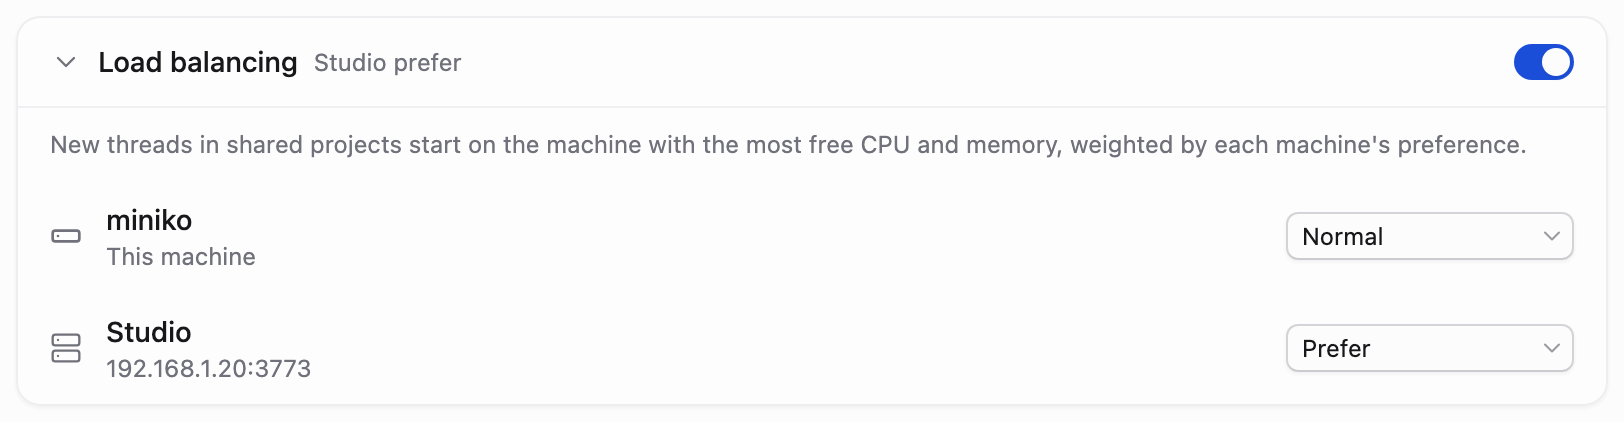 Load balancing Studio prefer
New threads in shared projects start on the machine with the most free CPU and memory, weighted by each machine's preference.
miniko
This machine
Normal
Studio
192.168.1.20:3773
Prefer